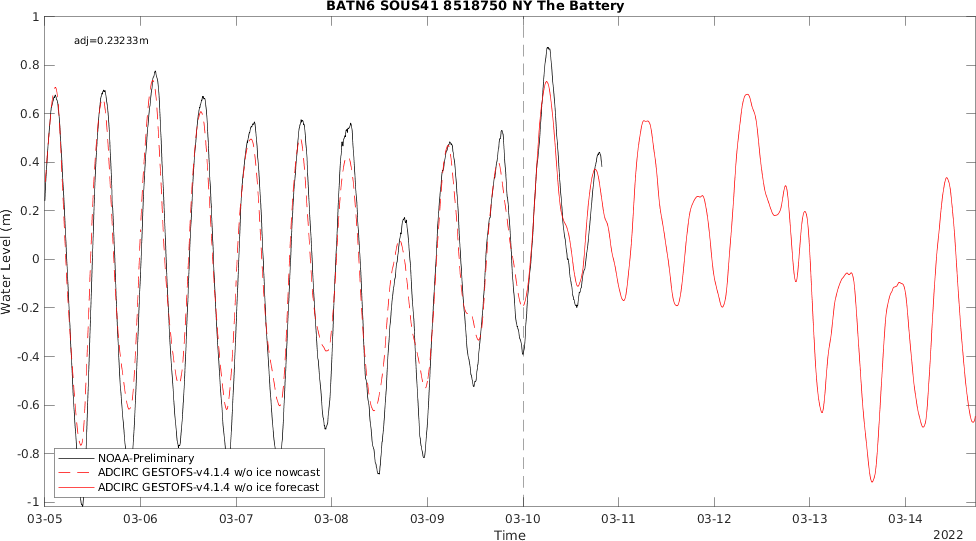 BATN6 SOUS41 8518750 NY The Battery
adj=0.23233m
1
0.8
0.6
0.4
0.2
0
-0.2
-0.4
-0.6
-0.8
-1
Water Level (m)
NOAA-Preliminary
ADCIRC GESTOFS-v4.1.4 w/o ice nowcast
ADCIRC GESTOFS-v4.1.4 w/o ice forecast
03-05 03-06 03-07 03-08 03-09 03-10 03-11 03-12 03-13 03-14
Time
2022